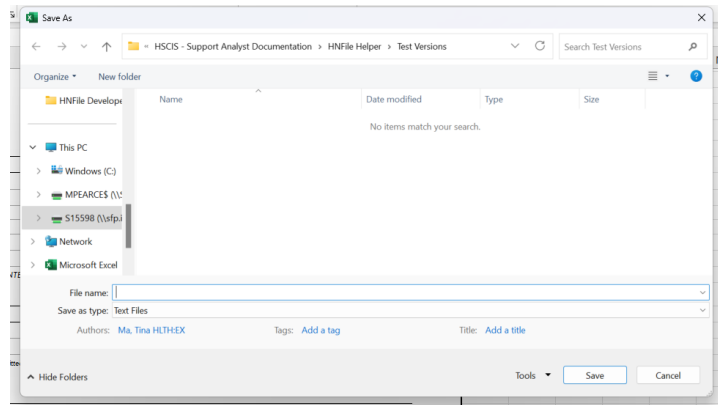 Save As
« HSCIS - Support Analyst Documentation > HNFile Helper > Test Versions
Search Test Versions
Organize
New folder
HNFile Develope
Name
Date modified
Type
Size
No items match your search.
This PC
Windows (C:)
MPEARCE$ (\\S
S15598 (\\sfp.i
Network
Microsoft Excel
File name:
Save as type: Text Files
Authors: Ma, Tina HLTH:EX
Tags: Add a tag
Title: Add a title
Hide Folders
Tools
Save
Cancel